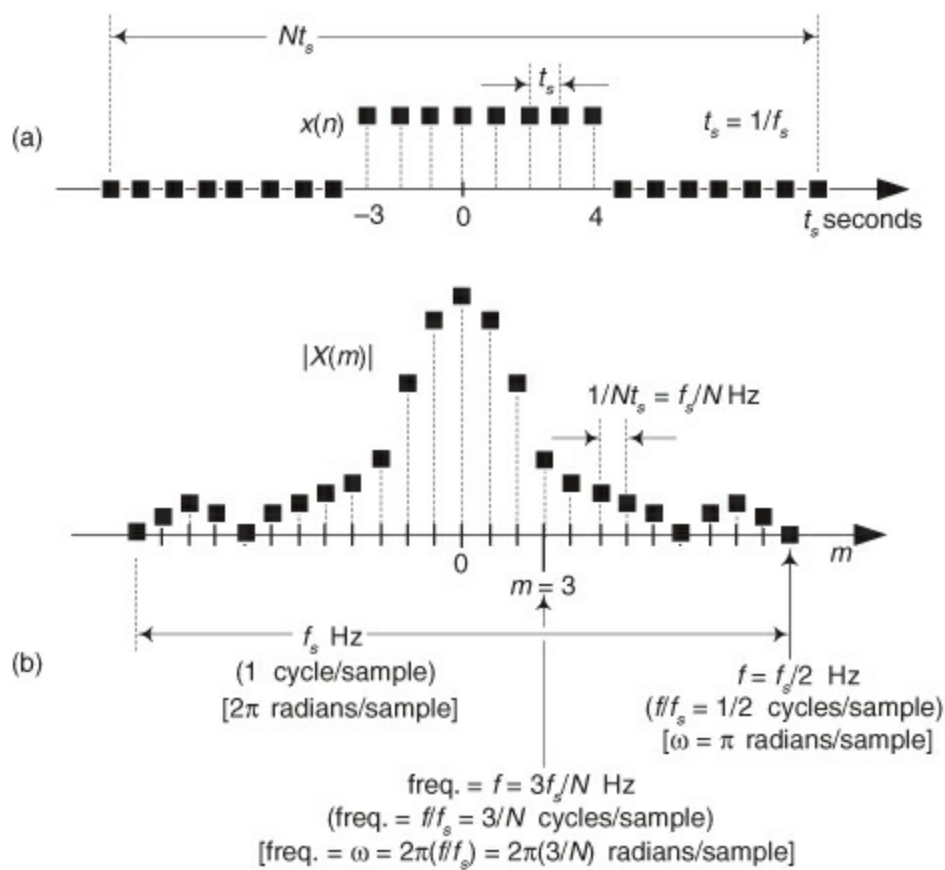 Nt_s
t_s
(a)
x(n)
t_s = 1/f_s
–3
0
4
t_s seconds
|X(m)|
1/Nt_s = f_s/N Hz
0
m = 3
m
f_s Hz
(1 cycle/sample)
[2π radians/sample]
(b)
f = f_s/2 Hz
(f/f_s = 1/2 cycles/sample)
[ω = π radians/sample]
freq. = f = 3f_s/N Hz
(freq. = f/f_s = 3/N cycles/sample)
[freq. = ω = 2π(f/f_s) = 2π(3/N) radians/sample]